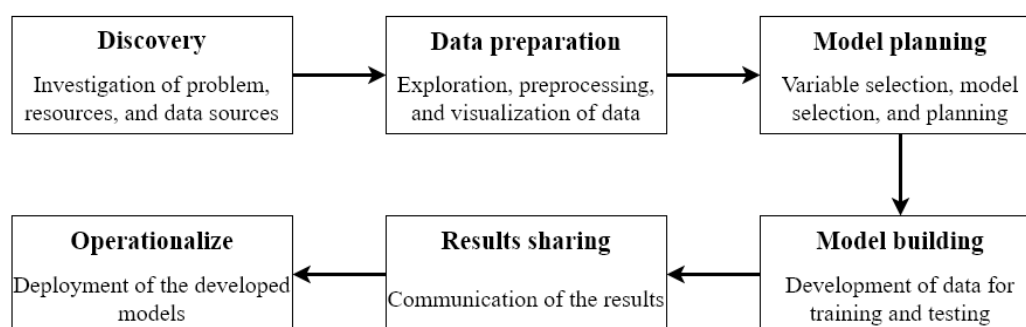 Discovery
Investigation of problem,
resources, and data sources
Data preparation
Exploration, preprocessing,
and visualization of data
Model planning
Variable selection, model
selection, and planning
Model building
Development of data for
training and testing
Results sharing
Communication of the results
Operationalize
Deployment of the developed
models